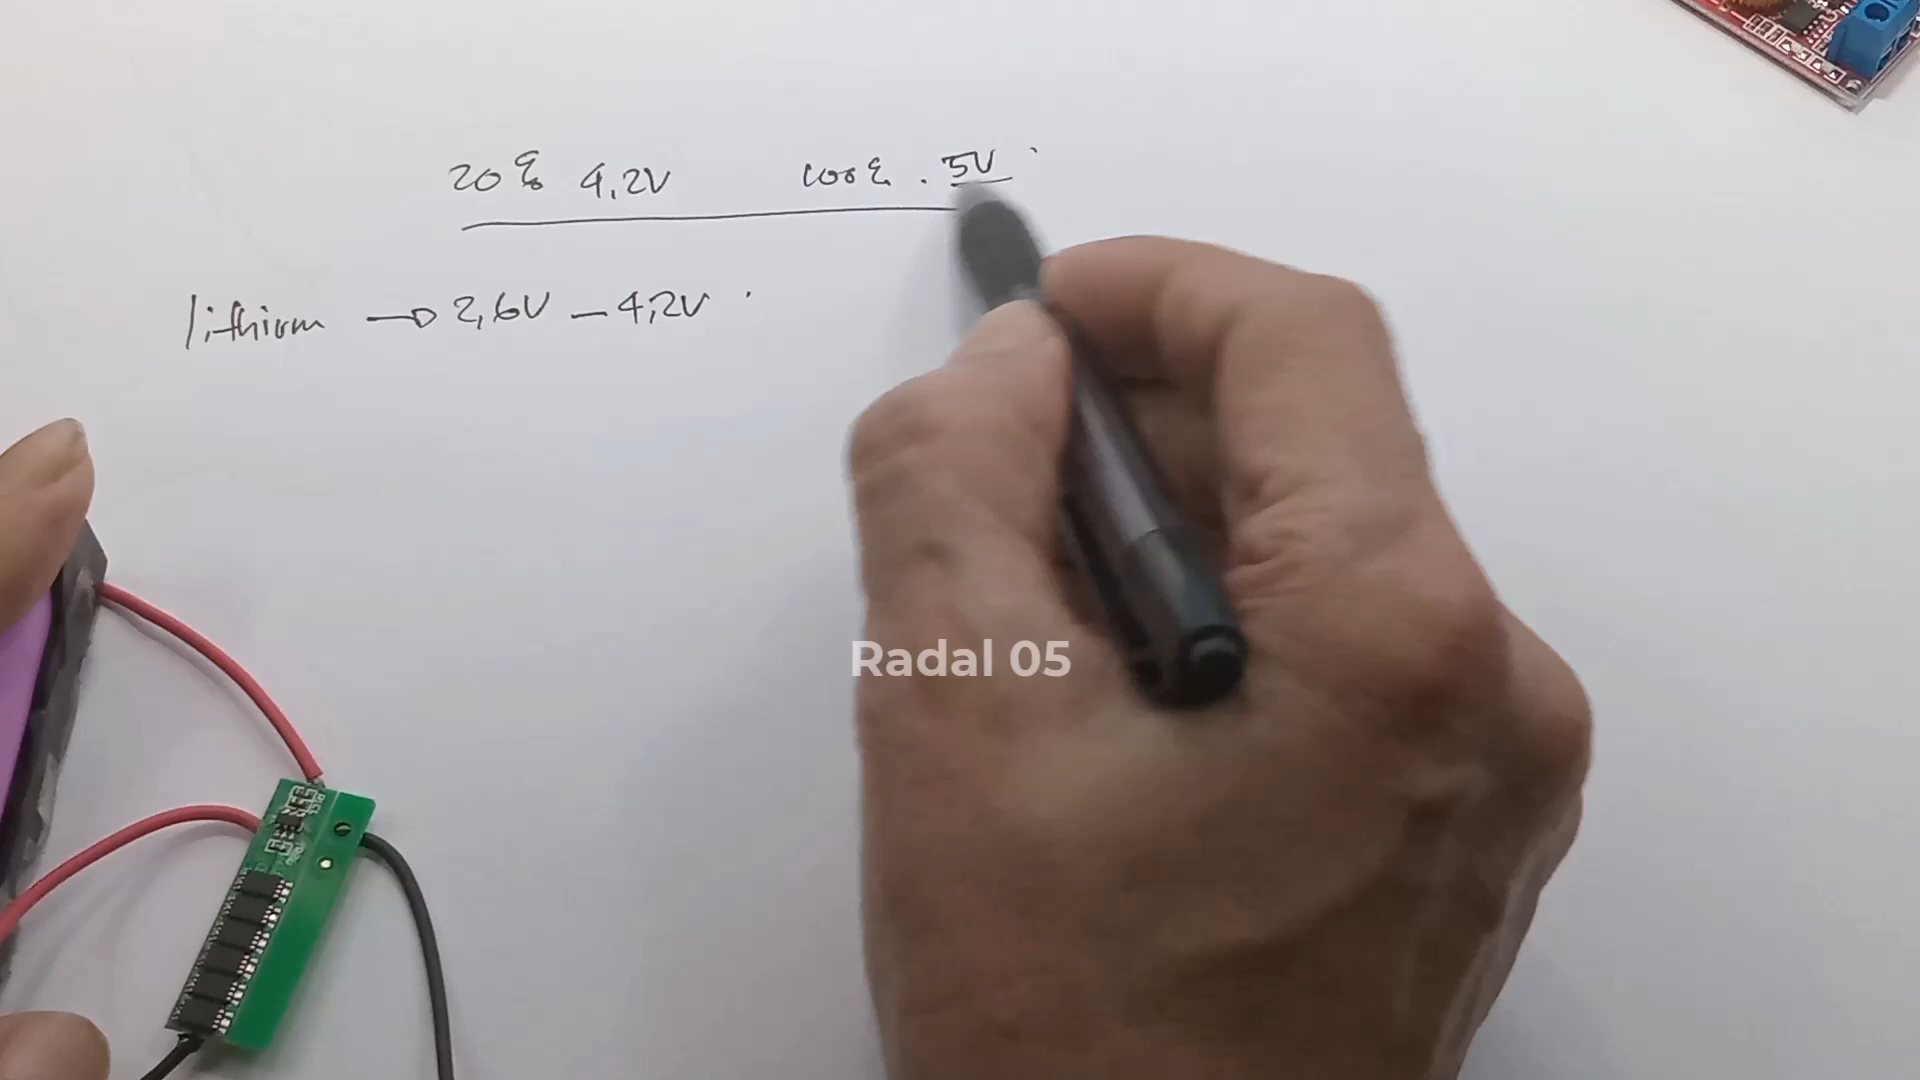 20% 4,2V 100% . 5V
lithium → 2,6V – 4,2V
Radal 05